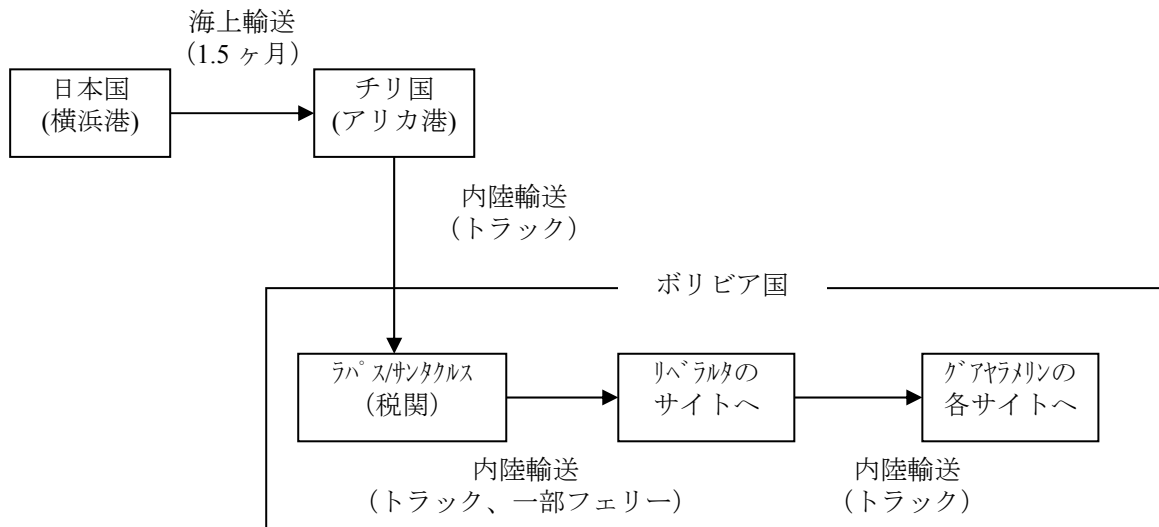 海上輸送
（1.5 ヶ月）
日本国
(横浜港)
チリ国
(アリカ港)
内陸輸送
（トラック）
ボリビア国
ﾗﾊﾟｽ/ｻﾝﾀｸﾙｽ
（税関）
ﾘﾍﾞﾗﾙﾀの
サイトへ
ｸﾞｱﾔﾗﾒﾘﾝの
各サイトへ
内陸輸送
（トラック、一部フェリー）
内陸輸送
（トラック）